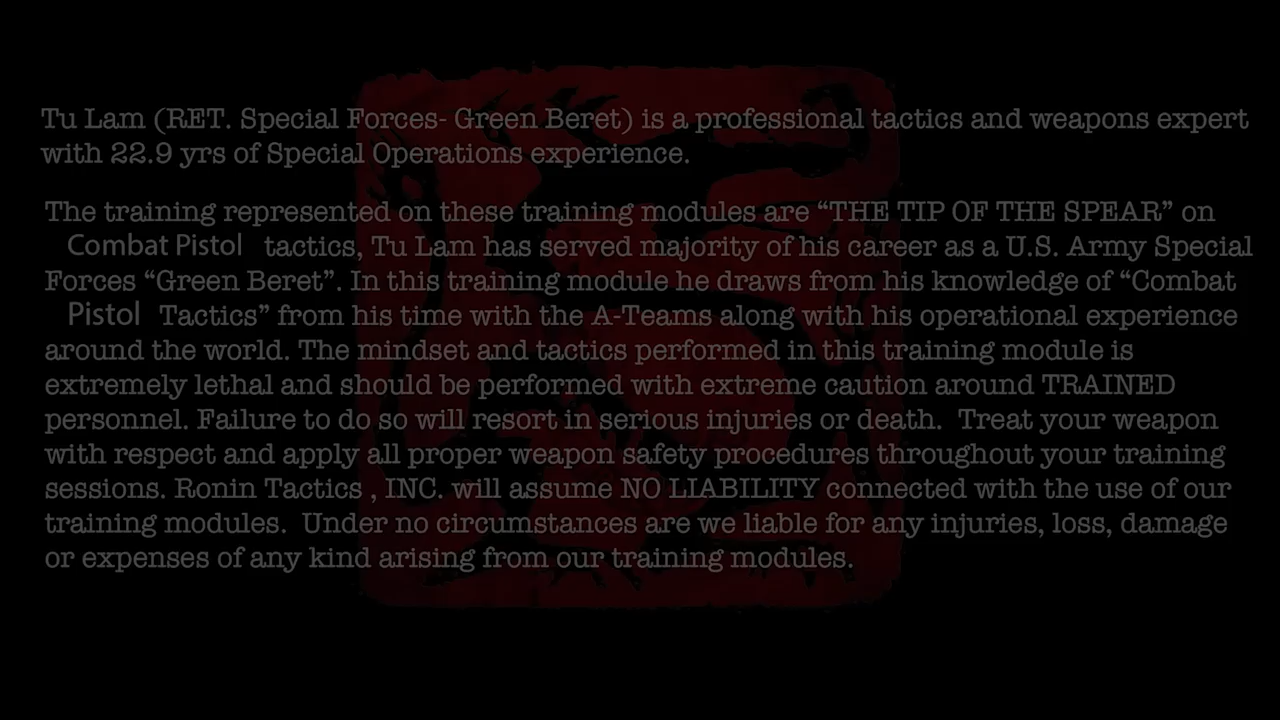 Tu Lam (RET. Special Forces- Green Beret) is a professional tactics and weapons expert
with 22.9 yrs of Special Operations experience.
The training represented on these training modules are “THE TIP OF THE SPEAR” on
Combat Pistol tactics, Tu Lam has served majority of his career as a U.S. Army Special
Forces “Green Beret”. In this training module he draws from his knowledge of “Combat
Pistol Tactics” from his time with the A-Teams along with his operational experience
around the world. The mindset and tactics performed in this training module is
extremely lethal and should be performed with extreme caution around TRAINED
personnel. Failure to do so will resort in serious injuries or death. Treat your weapon
with respect and apply all proper weapon safety procedures throughout your training
sessions. Ronin Tactics , INC. will assume NO LIABILITY connected with the use of our
training modules. Under no circumstances are we liable for any injuries, loss, damage
or expenses of any kind arising from our training modules.